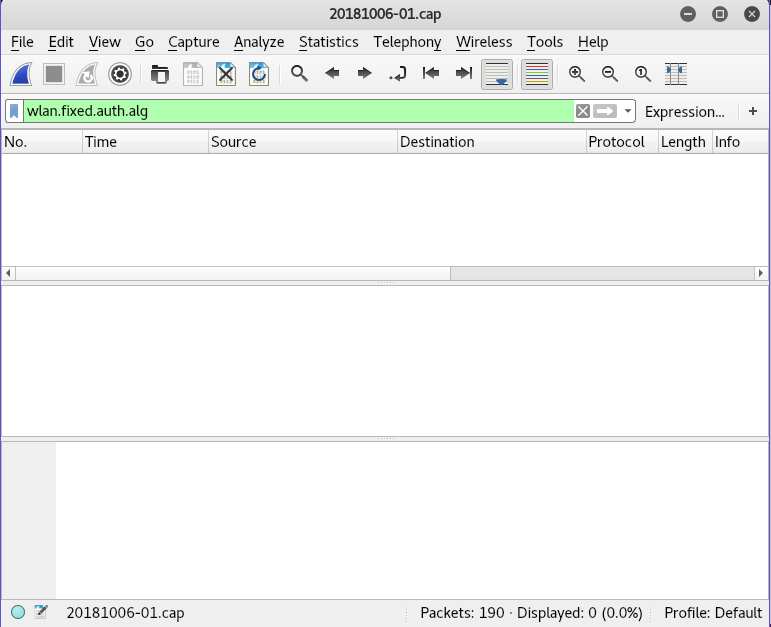 20181006-01.cap
File Edit View Go Capture Analyze Statistics Telephony Wireless Tools Help
wlan.fixed.auth.alg Expression... +
No. Time Source Destination Protocol Length Info
20181006-01.cap Packets: 190 · Displayed: 0 (0.0%) Profile: Default